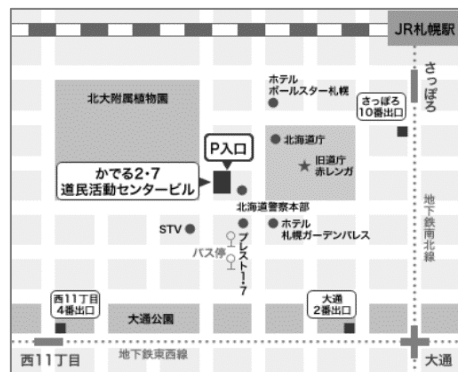 JR札幌駅
さっぽろ
ホテル
ポールスター札幌
北大附属植物園
さっぽろ
10番出口
P入口
北海道庁
旧道庁
赤レンガ
かでる2・7
道民活動センタービル
北海道警察本部
地下鉄南北線
STV
ホテル
札幌ガーデンパレス
プレスト1・7
バス停
西11丁目
4番出口
大通公園
大通
2番出口
地下鉄東西線
西11丁目
大通